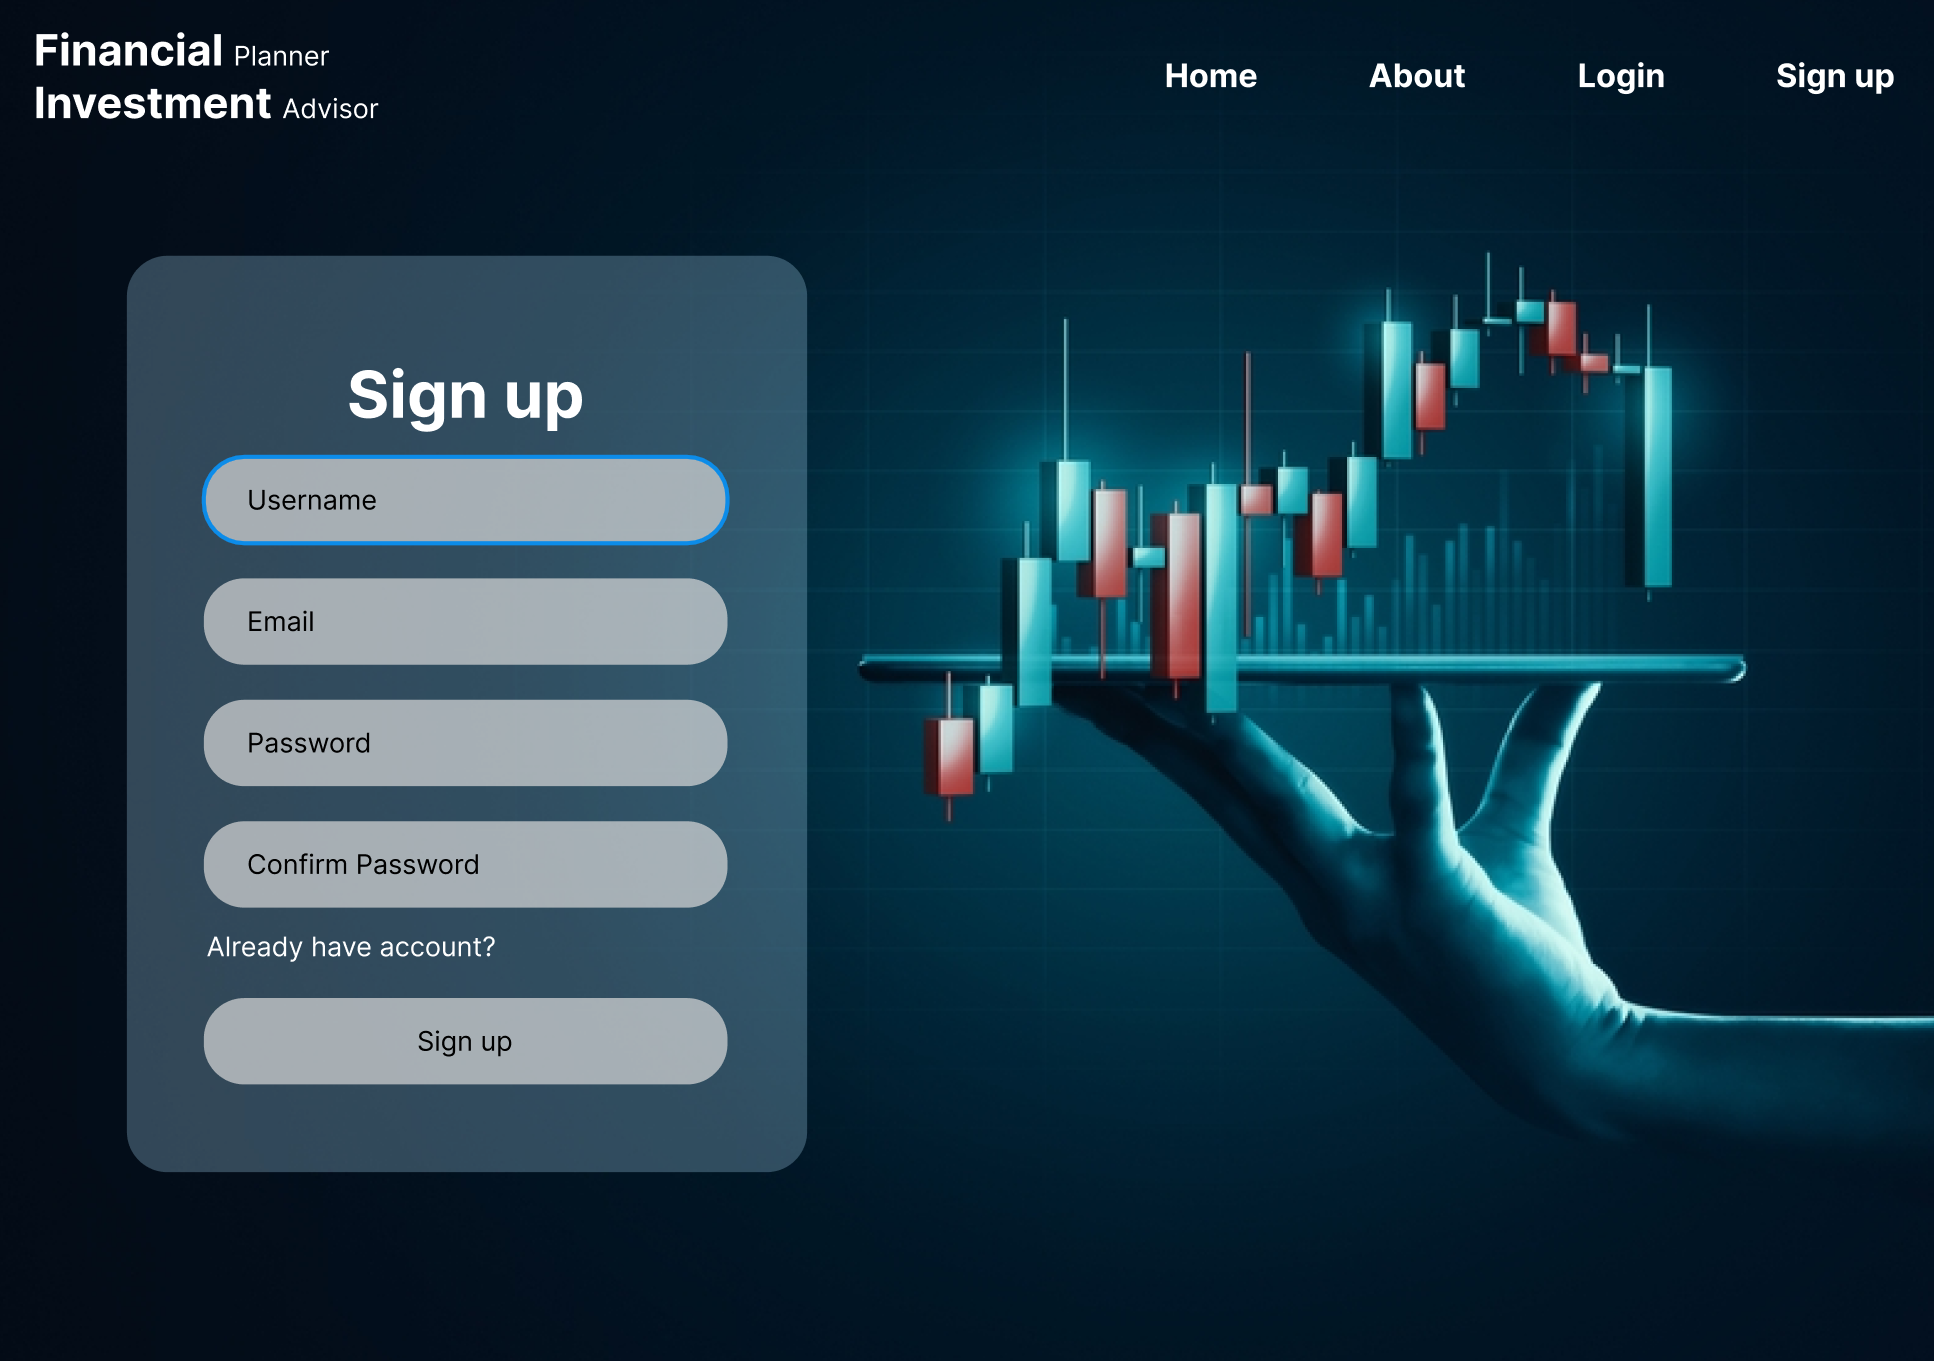 Financial Planner
Investment Advisor
Home About Login Sign up
Sign up
Username
Email
Password
Confirm Password
Already have account?
Sign up